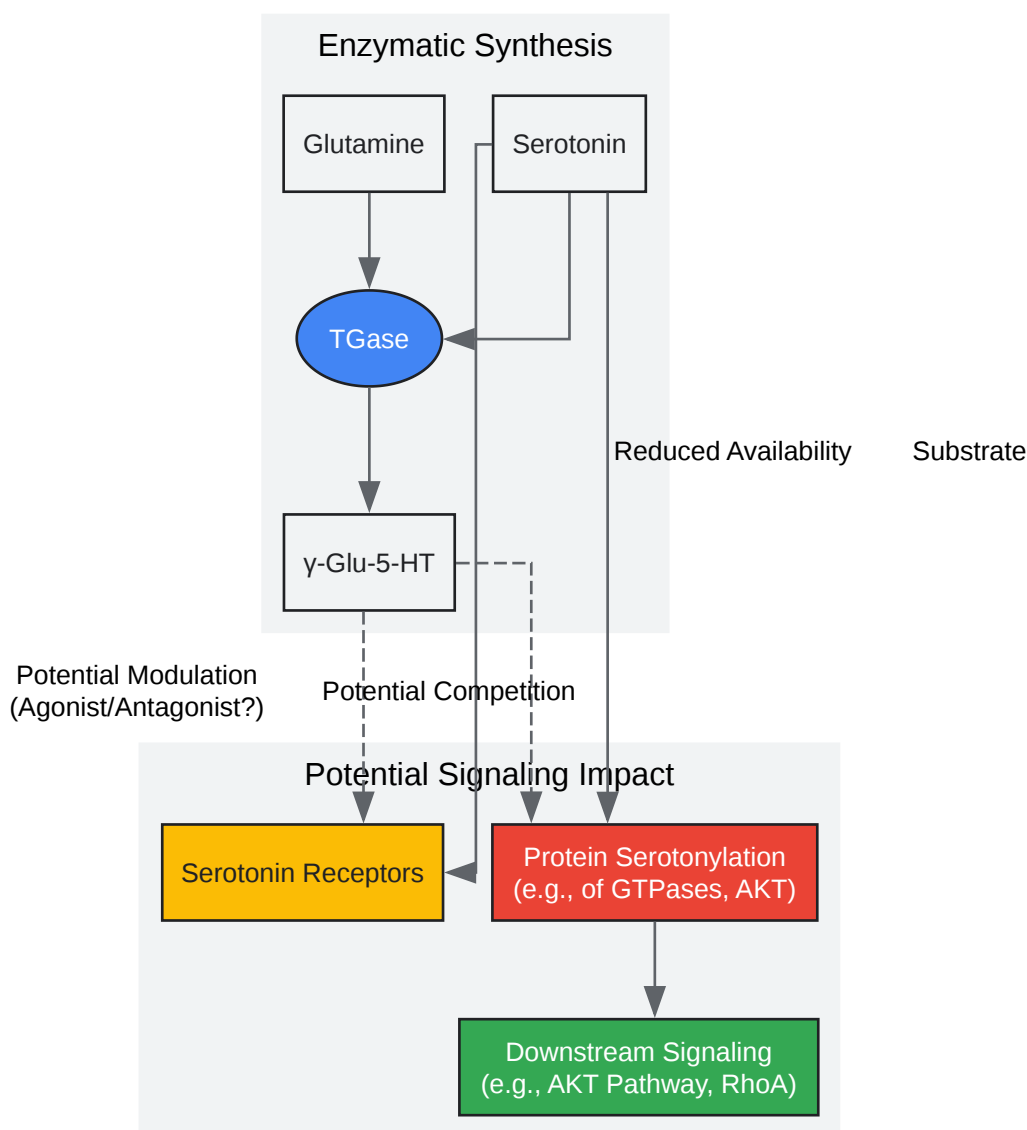 Enzymatic Synthesis
Glutamine
Serotonin
TGase
Reduced Availability
Substrate
γ-Glu-5-HT
Potential Modulation
(Agonist/Antagonist?)
Potential Competition
Potential Signaling Impact
Serotonin Receptors
Protein Serotonylation
(e.g., of GTPases, AKT)
Downstream Signaling
(e.g., AKT Pathway, RhoA)